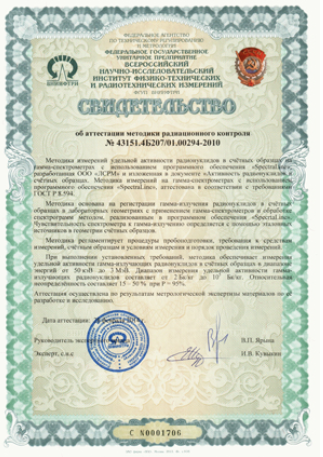 ФЕДЕРАЛЬНОЕ АГЕНТСТВО
ПО ТЕХНИЧЕСКОМУ РЕГУЛИРОВАНИЮ
И МЕТРОЛОГИИ
ФЕДЕРАЛЬНОЕ ГОСУДАРСТВЕННОЕ
УНИТАРНОЕ ПРЕДПРИЯТИЕ
ВСЕРОССИЙСКИЙ
НАУЧНО-ИССЛЕДОВАТЕЛЬСКИЙ
ИНСТИТУТ ФИЗИКО-ТЕХНИЧЕСКИХ
И РАДИОТЕХНИЧЕСКИХ ИЗМЕРЕНИЙ
ФГУП ВНИИФТРИ
ВНИИФТРИ
СВИДЕТЕЛЬСТВО
об аттестации методики радиационного контроля
№ 43151.4Б207/01.00294-2010
Методика измерений удельной активности радионуклидов в счётных образцах на
гамма-спектрометрах с использованием программного обеспечения «SpectraLine»,
разработанная ООО «ЛСРМ» и изложенная в документе «Активность радионуклидов
в счётных образцах. Методика измерений на гамма-спектрометрах с использованием
программного обеспечения «SpectraLine», аттестована в соответствии с требованиями
ГОСТ Р 8.594.
Методика основана на регистрации гамма-излучения радионуклидов в счётных
образцах в лабораторных геометриях с применением гамма-спектрометров и обработке
спектрограмм методом, реализованным в программном обеспечении «SpectraLine».
Чувствительность спектрометра к гамма-излучению определяется с помощью эталонных
источников в геометрии счётных образцов.
Методика регламентирует процедуры пробоподготовки, требования к средствам
измерений, счётным образцам и условиям измерения и порядок проведения измерений.
При выполнении установленных требований, методика обеспечивает измерение
удельной активности гамма-излучающих радионуклидов в счётных образцах в диапазоне
энергий от 50 кэВ до 3 МэВ. Диапазон измерения удельной активности гамма-
излучающих радионуклидов составляет от 2 Бк/кг до 10 Бк/кг. Относительная
неопределённость составляет 15 – 50 % при P = 95%.
Аттестация осуществлена по результатам метрологической экспертизы материалов по её
разработке и исследованию.
Дата аттестации:
Руководитель
В.П. Ярына
Эксперт, с.н.с
С N0001706